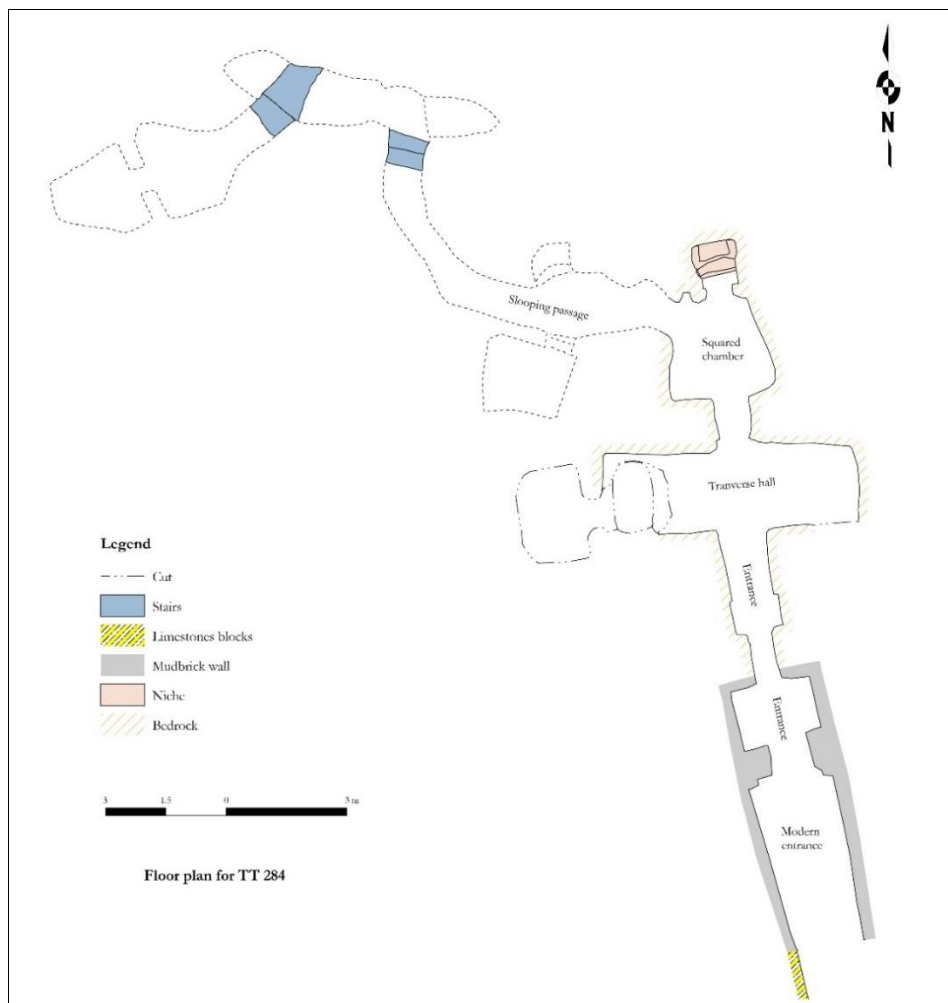 N
Slooping passage
Squared
chamber
Tranverse hall
Entrance
Entrance
Modern
entrance
Legend
Cut
Stairs
Limestones blocks
Mudbrick wall
Niche
Bedrock
3 1.5 0 3 m
Floor plan for TT 284